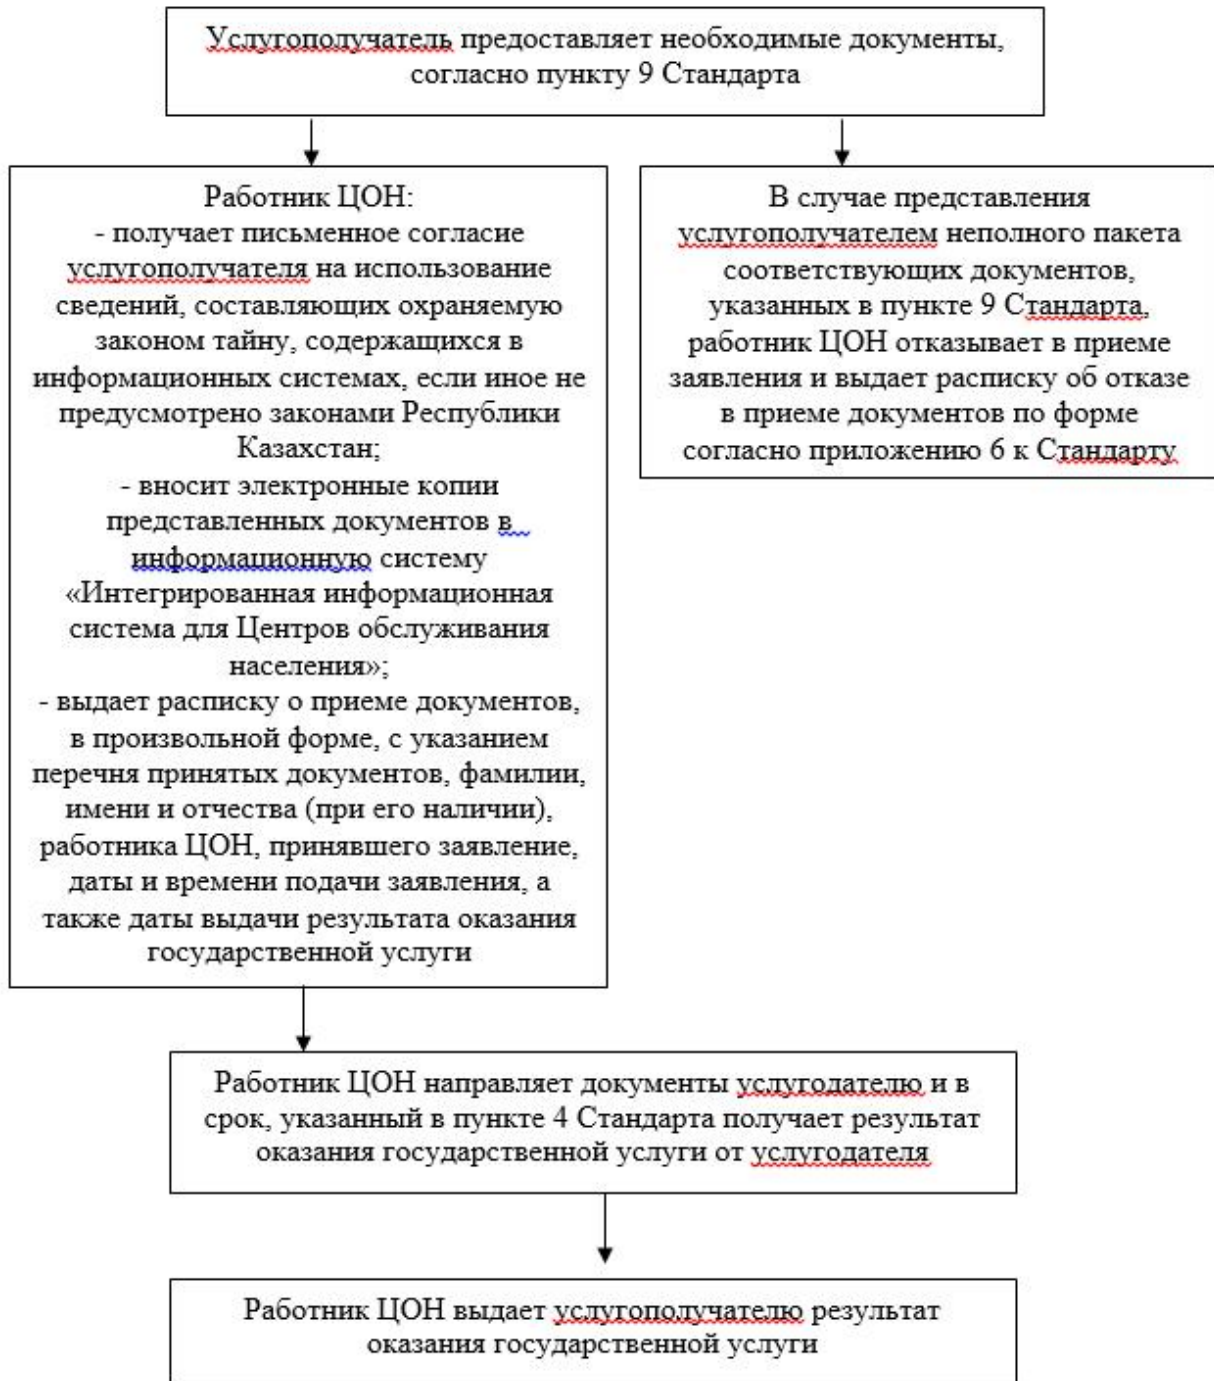 Услугополучатель предоставляет необходимые документы,
согласно пункту 9 Стандарта
Работник ЦОН:
- получает письменное согласие
услугополучателя на использование
сведений, составляющих охраняемую
законом тайну, содержащихся в
информационных системах, если иное не
предусмотрено законами Республики
Казахстан;
- вносит электронные копии
представленных документов в
информационную систему
«Интегрированная информационная
система для Центров обслуживания
населения»;
- выдает расписку о приеме документов,
в произвольной форме, с указанием
перечня принятых документов, фамилии,
имени и отчества (при его наличии),
работника ЦОН, принявшего заявление,
даты и времени подачи заявления, а
также даты выдачи результата оказания
государственной услуги
В случае представления
услугополучателем неполного пакета
соответствующих документов,
указанных в пункте 9 Стандарта,
работник ЦОН отказывает в приеме
заявления и выдает расписку об отказе
в приеме документов по форме
согласно приложению 6 к Стандарту
Работник ЦОН направляет документы услугодателю и в
срок, указанный в пункте 4 Стандарта получает результат
оказания государственной услуги от услугодателя
Работник ЦОН выдает услугополучателю результат
оказания государственной услуги